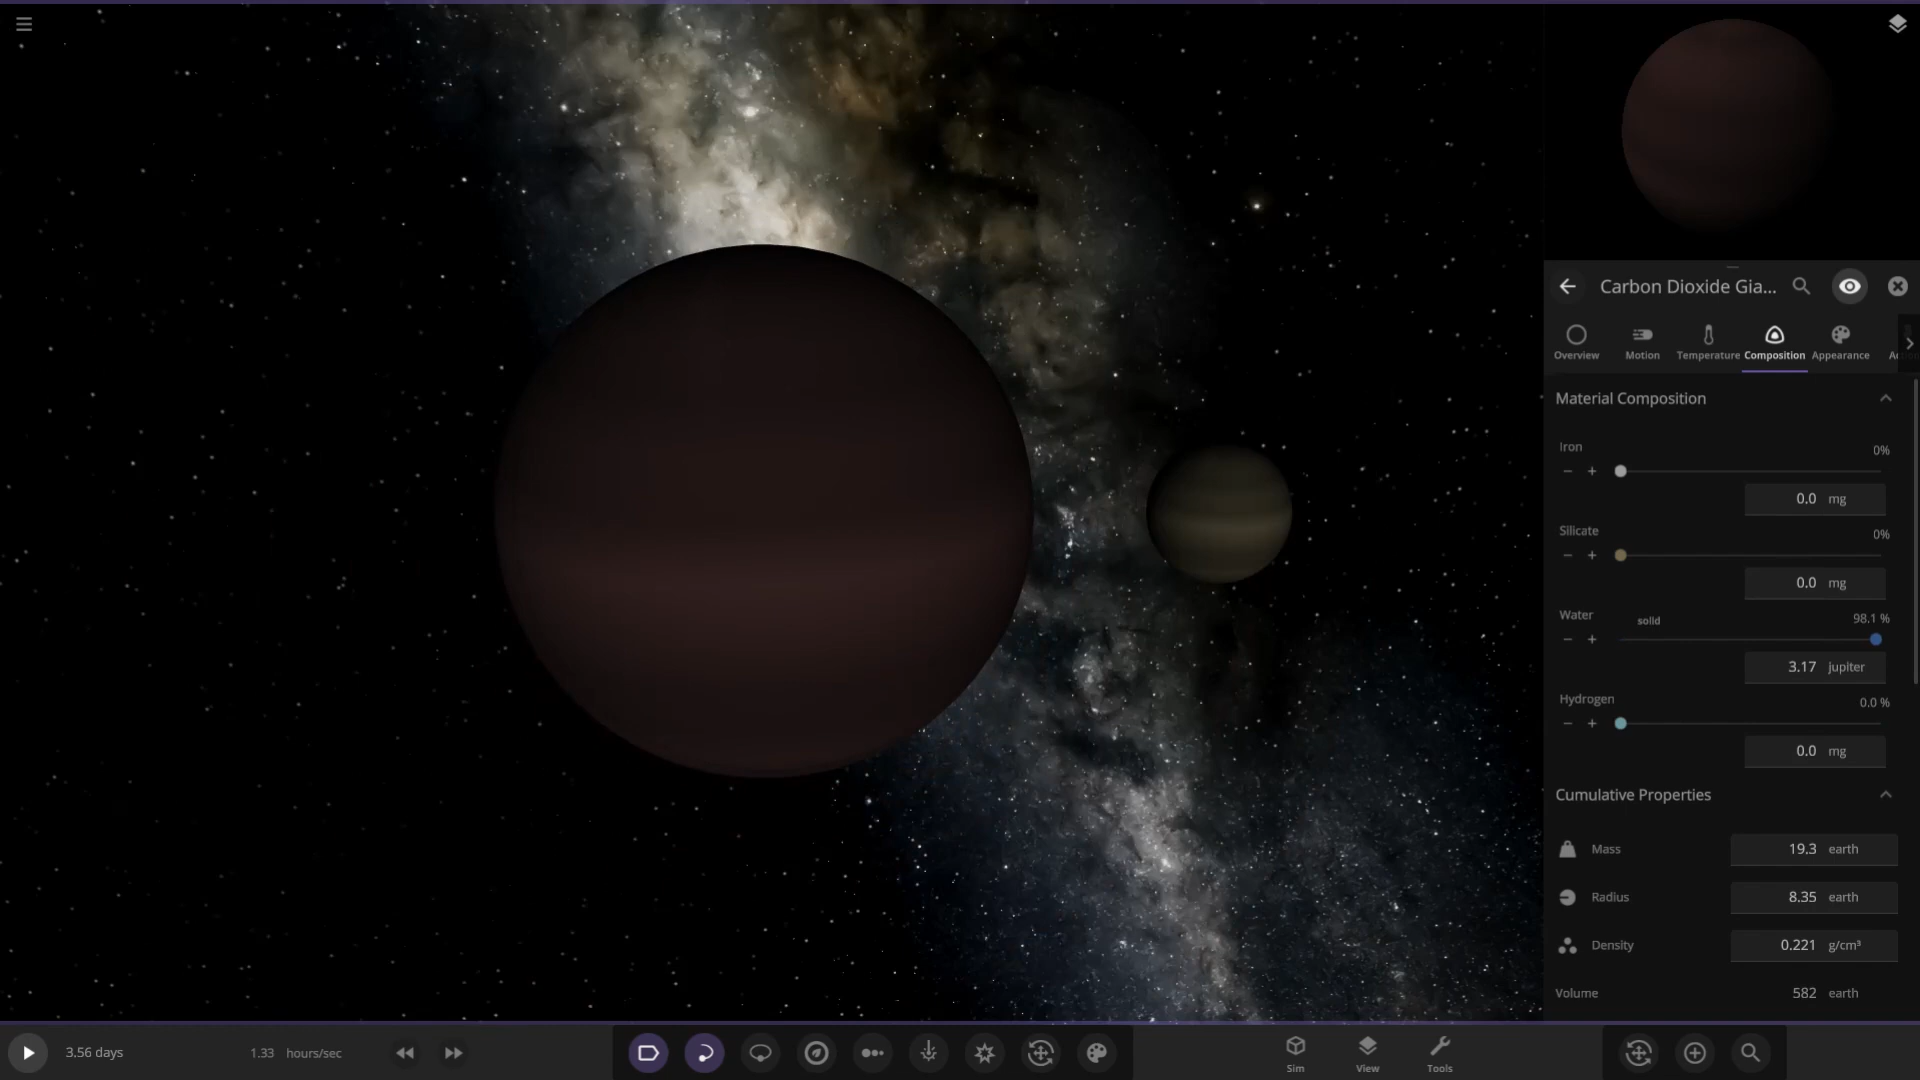 Carbon Dioxide Gia...
Overview Motion Temperature Composition Appearance
Material Composition
Iron 0%
0.0 mg
Silicate 0%
0.0 mg
Water solid 98.1 %
3.17 jupiter
Hydrogen 0.0 %
0.0 mg
Cumulative Properties
Mass 19.3 earth
Radius 8.35 earth
Density 0.221 g/cm³
Volume 582 earth
3.56 days 1.33 hours/sec Sim View Tools